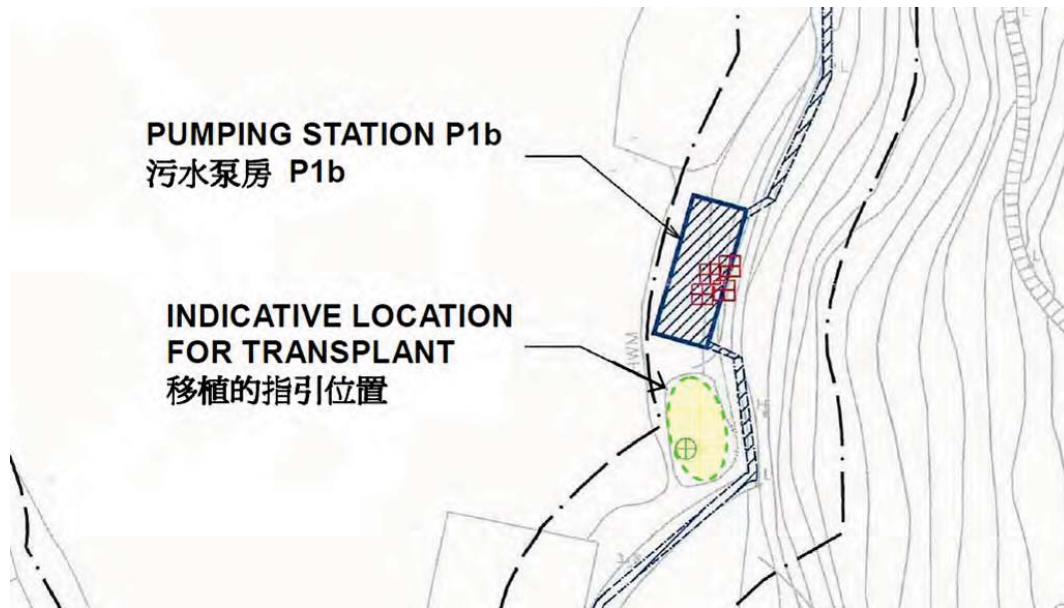 PUMPING STATION P1b
污水泵房 P1b
INDICATIVE LOCATION
FOR TRANSPLANT
移植的指引位置
HWM